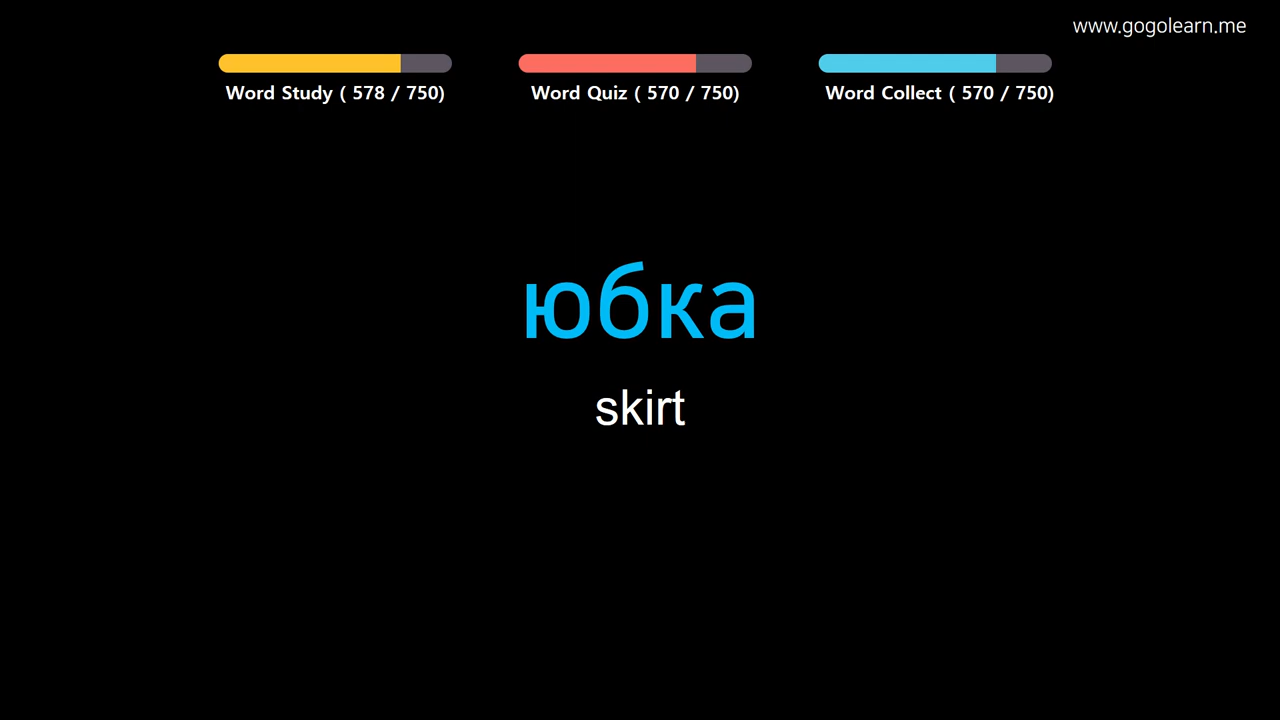 www.gogolearn.me
Word Study ( 578 / 750)
Word Quiz ( 570 / 750)
Word Collect ( 570 / 750)
юбка
skirt